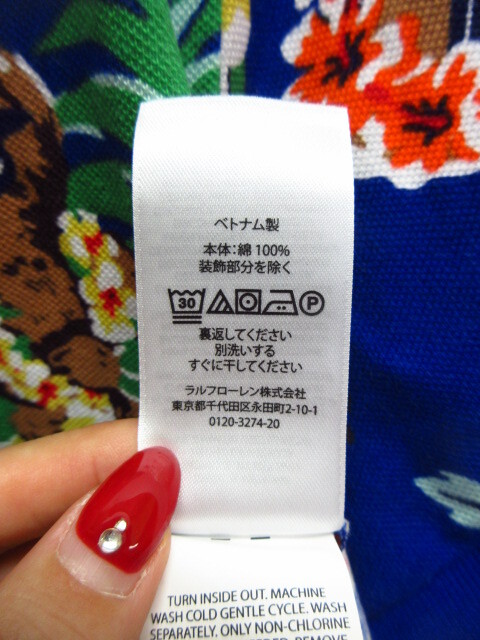 ベトナム製
本体:綿 100%
装飾部分を除く
30 P
裏返してください
別洗いする
すぐに干してください
ラルフローレン株式会社
東京都千代田区永田町2-10-1
0120-3274-20
TURN INSIDE OUT. MACHINE
WASH COLD GENTLE CYCLE. WASH
SEPARATELY. ONLY NON-CHLORINE
REMOVE